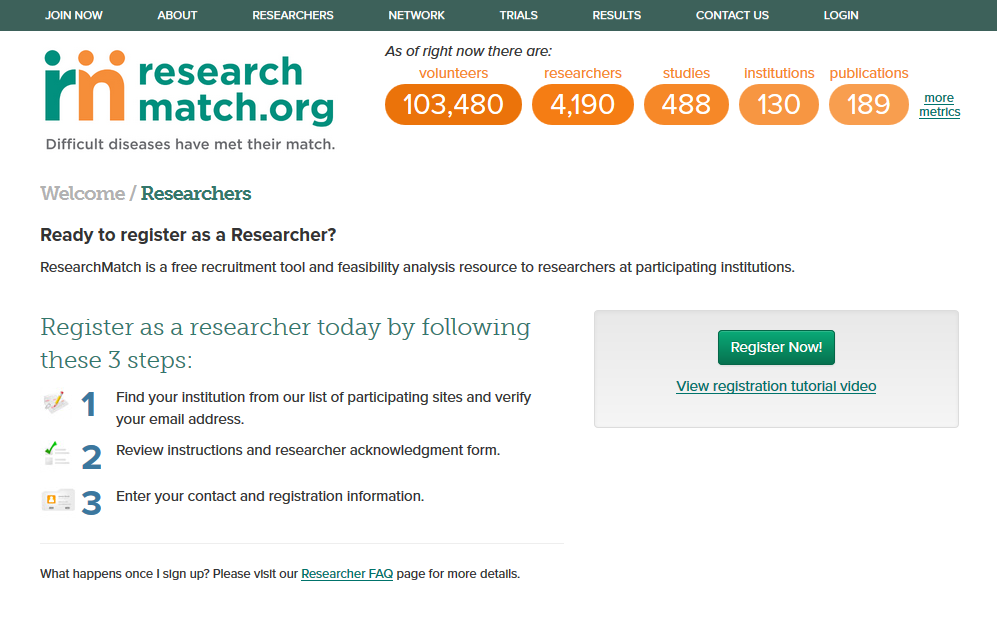 JOIN NOW ABOUT RESEARCHERS NETWORK TRIALS RESULTS CONTACT US LOGIN
research
match.org
Difficult diseases have met their match.
As of right now there are:
volunteers researchers studies institutions publications
103,480 4,190 488 130 189
more
metrics
Welcome / Researchers
Ready to register as a Researcher?
ResearchMatch is a free recruitment tool and feasibility analysis resource to researchers at participating institutions.
Register as a researcher today by following
these 3 steps:
1 Find your institution from our list of participating sites and verify
your email address.
2 Review instructions and researcher acknowledgment form.
3 Enter your contact and registration information.
Register Now!
View registration tutorial video
What happens once I sign up? Please visit our Researcher FAQ page for more details.